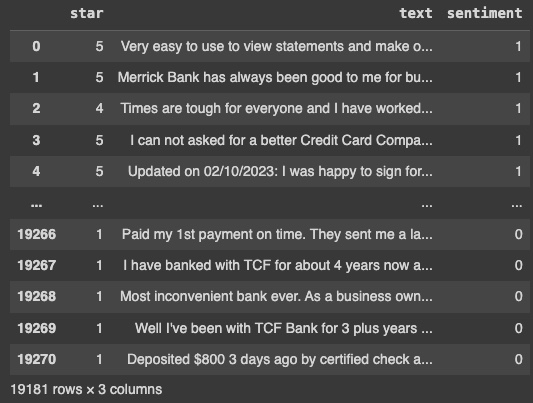 star text sentiment
0 5 Very easy to use to view statements and make o... 1
1 5 Merrick Bank has always been good to me for bu... 1
2 4 Times are tough for everyone and I have worked... 1
3 5 I can not asked for a better Credit Card Compa... 1
4 5 Updated on 02/10/2023: I was happy to sign for... 1
... ... ... ...
19266 1 Paid my 1st payment on time. They sent me a la... 0
19267 1 I have banked with TCF for about 4 years now a... 0
19268 1 Most inconvenient bank ever. As a business own... 0
19269 1 Well I've been with TCF Bank for 3 plus years ... 0
19270 1 Deposited $800 3 days ago by certified check a... 0
19181 rows × 3 columns